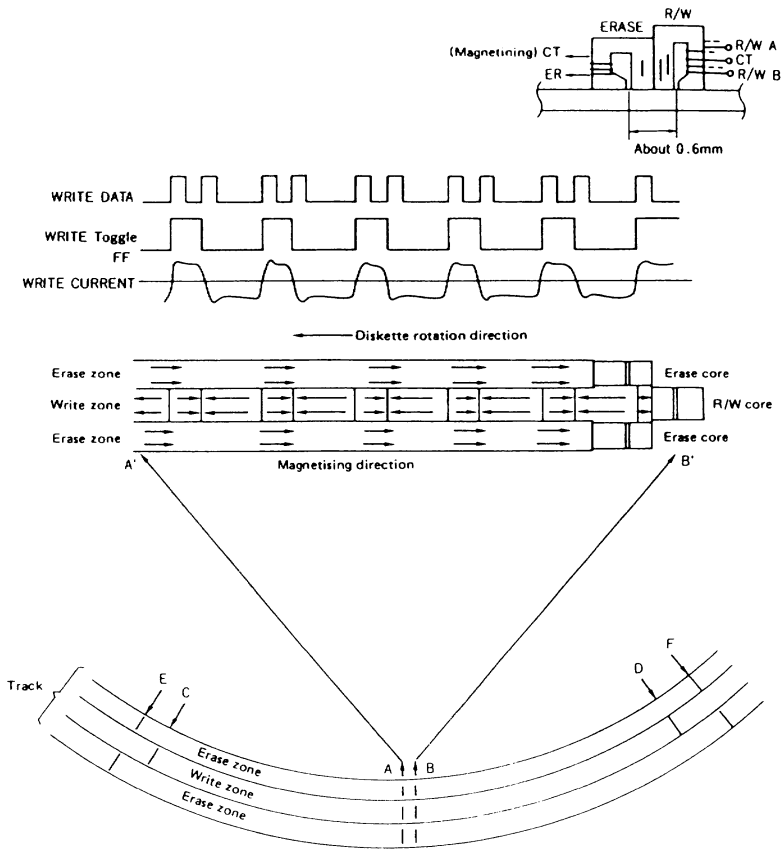 R/W
ERASE
(Magnetining) CT
ER
R/W A
CT
R/W B
About 0.6mm
WRITE DATA
WRITE Toggle
FF
WRITE CURRENT
Diskette rotation direction
Erase zone
Erase core
Write zone
R/W core
Erase zone
Erase core
A'
Magnetising direction
B'
Track
E
C
D
F
Erase zone
Write zone
Erase zone
A
B